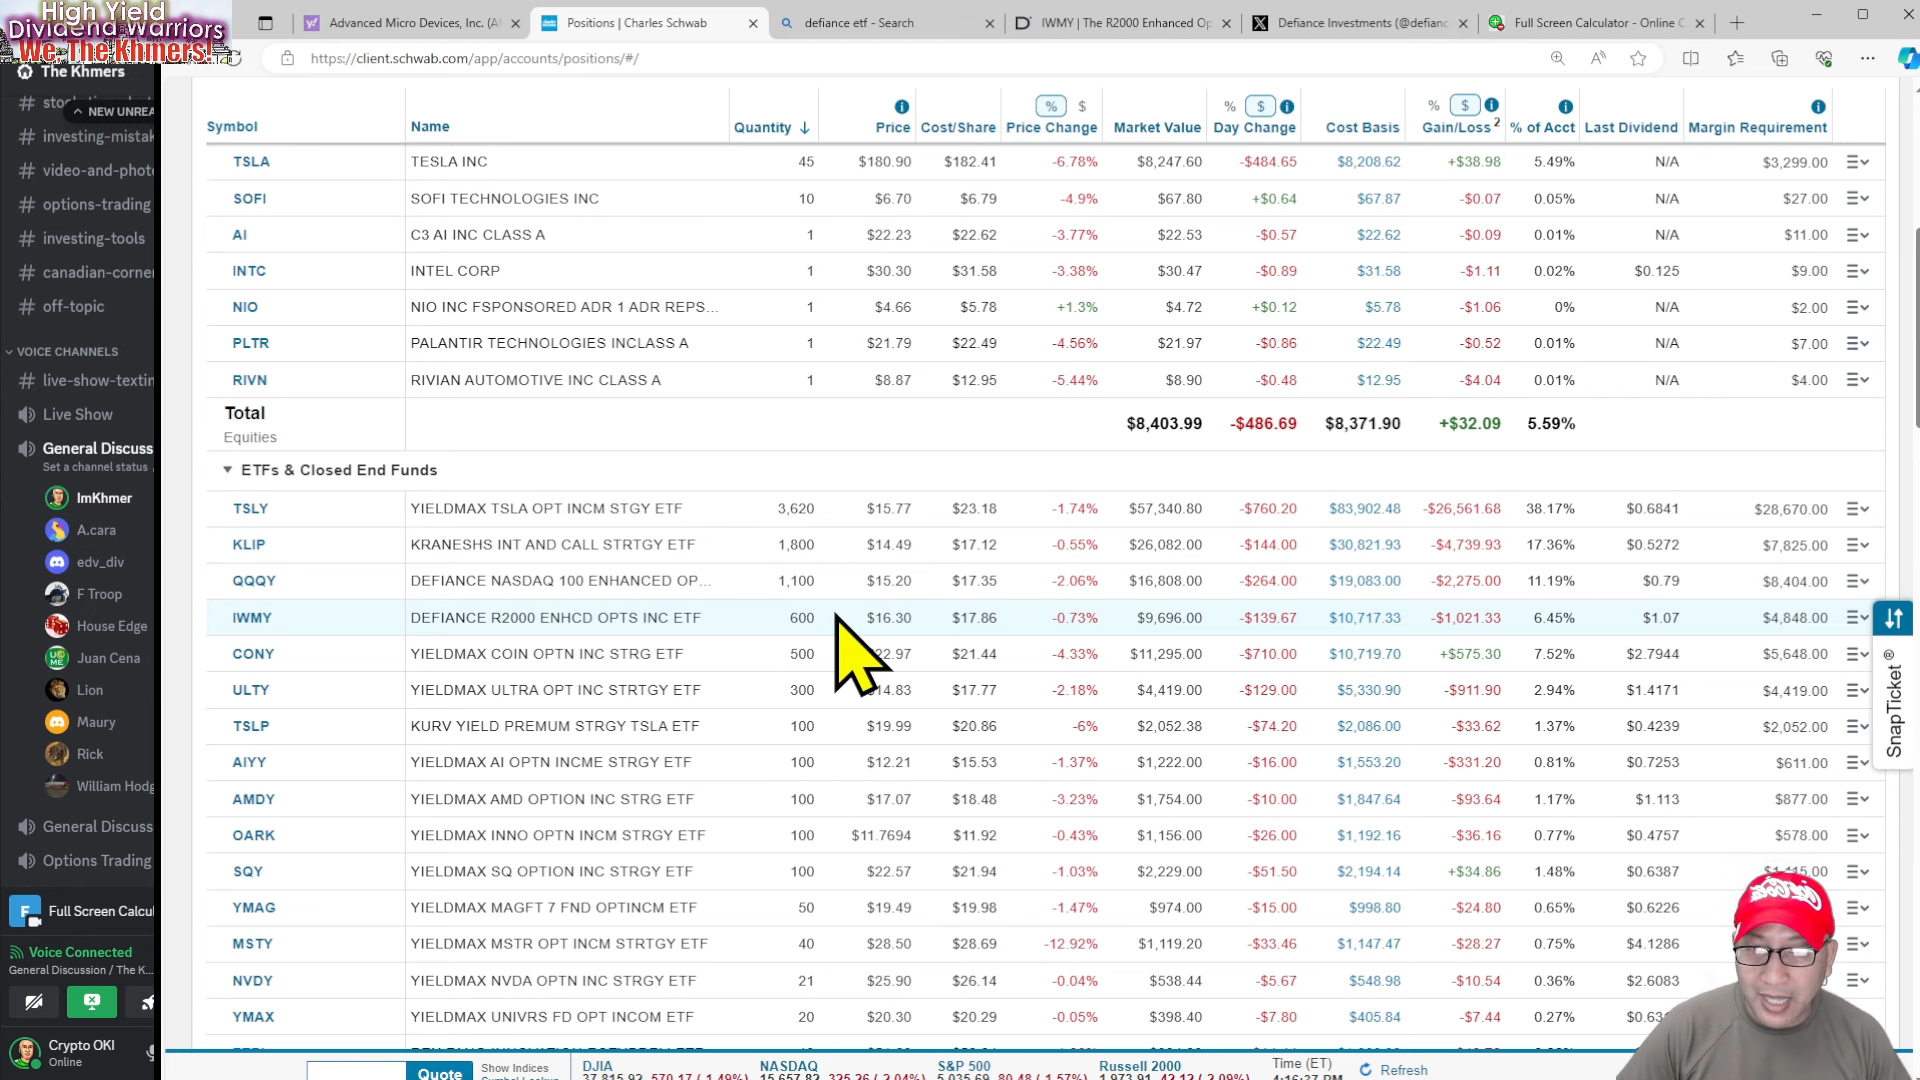 High Yield
Dividend Warriors
We The Khmers!
Advanced Micro Devices, Inc. (A
Positions | Charles Schwab
defiance etf - Search
IWMY | The R2000 Enhanced Op
Defiance Investments (@defianc
Full Screen Calculator - Online C
https://client.schwab.com/app/accounts/positions/#/
The Khmers
NEW UNREA
# investing-mistak
# video-and-photo
# options-trading
# investing-tools
# canadian-corner
# off-topic
VOICE CHANNELS
# live-show-textin
Live Show
General Discuss
Set a channel status
ImKhmer
A.cara
edv_div
F Troop
House Edge
Juan Cena
Lion
Maury
Rick
William Hodg
General Discuss
Options Trading
F Full Screen Calcul
Voice Connected
General Discussion / The K...
Crypto OKI
Online
Symbol Name Quantity Price Cost/Share % $ Price Change Market Value % $ Day Change Cost Basis % $ Gain/Loss 2 % of Acct Last Dividend Margin Requirement
TSLA TESLA INC 45 $180.90 $182.41 -6.78% $8,247.60 -$484.65 $8,208.62 +$38.98 5.49% N/A $3,299.00
SOFI SOFI TECHNOLOGIES INC 10 $6.70 $6.79 -4.9% $67.80 +$0.64 $67.87 -$0.07 0.05% N/A $27.00
AI C3 AI INC CLASS A 1 $22.23 $22.62 -3.77% $22.53 -$0.57 $22.62 -$0.09 0.01% N/A $11.00
INTC INTEL CORP 1 $30.30 $31.58 -3.38% $30.47 -$0.89 $31.58 -$1.11 0.02% $0.125 $9.00
NIO NIO INC FSPONSORED ADR 1 ADR REPS... 1 $4.66 $5.78 +1.3% $4.72 +$0.12 $5.78 -$1.06 0% N/A $2.00
PLTR PALANTIR TECHNOLOGIES INCLASS A 1 $21.79 $22.49 -4.56% $21.97 -$0.86 $22.49 -$0.52 0.01% N/A $7.00
RIVN RIVIAN AUTOMOTIVE INC CLASS A 1 $8.87 $12.95 -5.44% $8.90 -$0.48 $12.95 -$4.04 0.01% N/A $4.00
Total
Equities $8,403.99 -$486.69 $8,371.90 +$32.09 5.59%
ETFs & Closed End Funds
TSLY YIELDMAX TSLA OPT INCM STGY ETF 3,620 $15.77 $23.18 -1.74% $57,340.80 -$760.20 $83,902.48 -$26,561.68 38.17% $0.6841 $28,670.00
KLIP KRANESHS INT AND CALL STRTGY ETF 1,800 $14.49 $17.12 -0.55% $26,082.00 -$144.00 $30,821.93 -$4,739.93 17.36% $0.5272 $7,825.00
QQQY DEFIANCE NASDAQ 100 ENHANCED OP... 1,100 $15.20 $17.35 -2.06% $16,808.00 -$264.00 $19,083.00 -$2,275.00 11.19% $0.79 $8,404.00
IWMY DEFIANCE R2000 ENHCD OPTS INC ETF 600 $16.30 $17.86 -0.73% $9,696.00 -$139.67 $10,717.33 -$1,021.33 6.45% $1.07 $4,848.00
CONY YIELDMAX COIN OPTN INC STRG ETF 500 22.97 $21.44 -4.33% $11,295.00 -$710.00 $10,719.70 +$575.30 7.52% $2.7944 $5,648.00
ULTY YIELDMAX ULTRA OPT INC STRTGY ETF 300 14.83 $17.77 -2.18% $4,419.00 -$129.00 $5,330.90 -$911.90 2.94% $1.4171 $4,419.00
TSLP KURV YIELD PREMUM STRGY TSLA ETF 100 $19.99 $20.86 -6% $2,052.38 -$74.20 $2,086.00 -$33.62 1.37% $0.4239 $2,052.00
AIYY YIELDMAX AI OPTN INCME STRGY ETF 100 $12.21 $15.53 -1.37% $1,222.00 -$16.00 $1,553.20 -$331.20 0.81% $0.7253 $611.00
AMDY YIELDMAX AMD OPTION INC STRG ETF 100 $17.07 $18.48 -3.23% $1,754.00 -$10.00 $1,847.64 -$93.64 1.17% $1.113 $877.00
OARK YIELDMAX INNO OPTN INCM STRGY ETF 100 $11.7694 $11.92 -0.43% $1,156.00 -$26.00 $1,192.16 -$36.16 0.77% $0.4757 $578.00
SQY YIELDMAX SQ OPTION INC STRGY ETF 100 $22.57 $21.94 -1.03% $2,229.00 -$51.50 $2,194.14 +$34.86 1.48% $0.6387
YMAG YIELDMAX MAGFT 7 FND OPTINCM ETF 50 $19.49 $19.98 -1.47% $974.00 -$15.00 $998.80 -$24.80 0.65% $0.6226
MSTY YIELDMAX MSTR OPT INCM STRTGY ETF 40 $28.50 $28.69 -12.92% $1,119.20 -$33.46 $1,147.47 -$28.27 0.75% $4.1286
NVDY YIELDMAX NVDA OPTN INC STRGY ETF 21 $25.90 $26.14 -0.04% $538.44 -$5.67 $548.98 -$10.54 0.36% $2.6083
YMAX YIELDMAX UNIVRS FD OPT INCOM ETF 20 $20.30 $20.29 -0.05% $398.40 -$7.80 $405.84 -$7.44 0.27%
SnapTicket ®
Quote Show Indices DJIA NASDAQ S&P 500 Russell 2000 Time (ET) Refresh